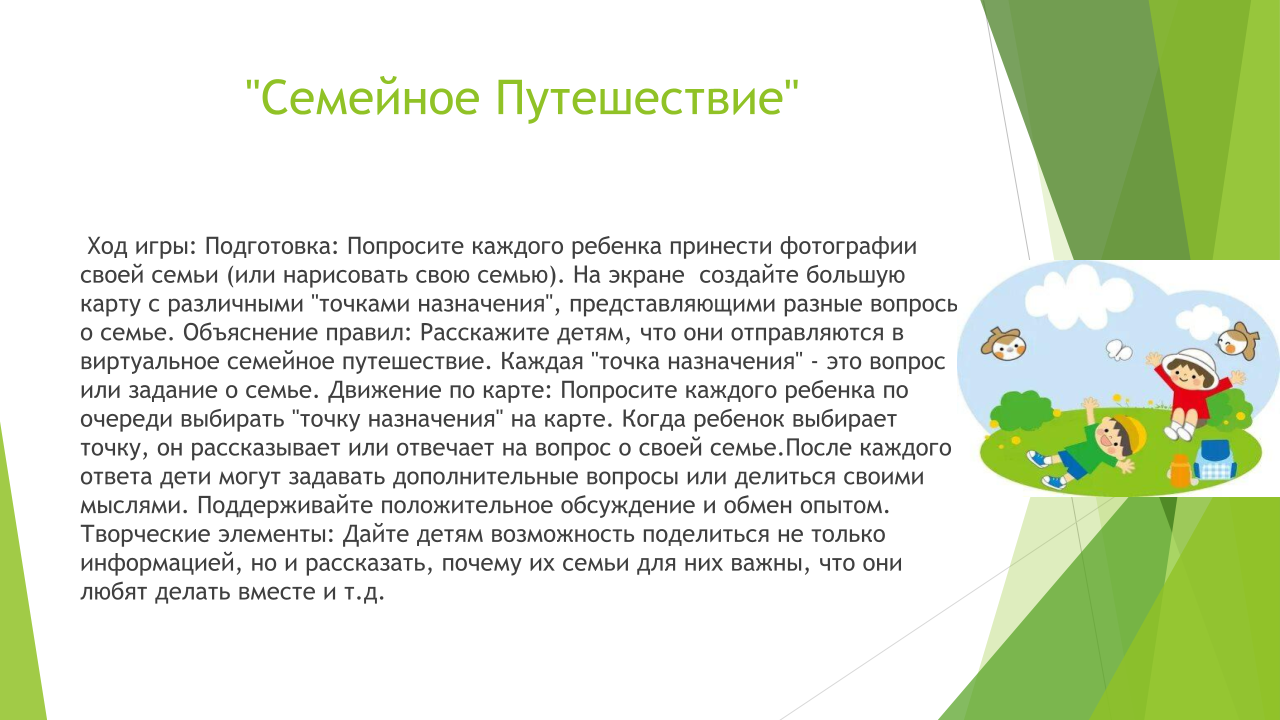 "Семейное Путешествие"
Ход игры: Подготовка: Попросите каждого ребенка принести фотографии
своей семьи (или нарисовать свою семью). На экране  создайте большую
карту с различными "точками назначения", представляющими разные вопросы
о семье. Объяснение правил: Расскажите детям, что они отправляются в
виртуальное семейное путешествие. Каждая "точка назначения" - это вопрос
или задание о семье. Движение по карте: Попросите каждого ребенка по
очереди выбирать "точку назначения" на карте. Когда ребенок выбирает
точку, он рассказывает или отвечает на вопрос о своей семье.После каждого
ответа дети могут задавать дополнительные вопросы или делиться своими
мыслями. Поддерживайте положительное обсуждение и обмен опытом.
Творческие элементы: Дайте детям возможность поделиться не только
информацией, но и рассказать, почему их семьи для них важны, что они
любят делать вместе и т.д.